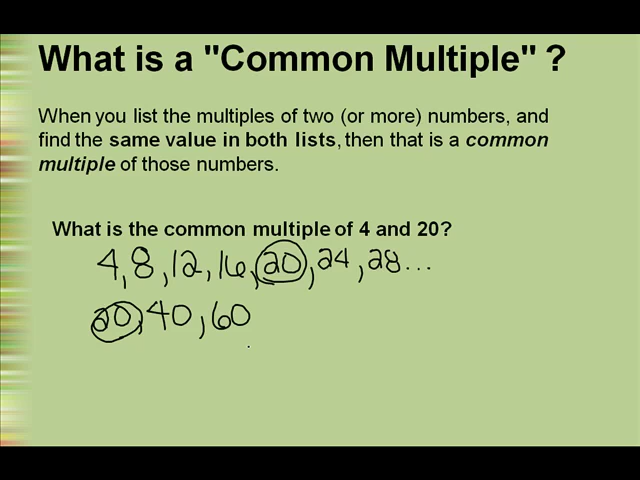 What is a "Common Multiple" ?
When you list the multiples of two (or more) numbers, and
find the same value in both lists, then that is a common
multiple of those numbers.
What is the common multiple of 4 and 20?
4, 8, 12, 16, 20, 24, 28...
20, 40, 60